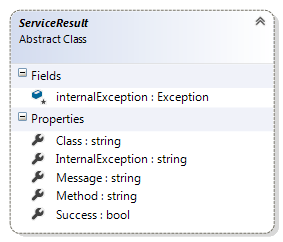 ServiceResult
Abstract Class
Fields
internalException : Exception
Properties
Class : string
InternalException : string
Message : string
Method : string
Success : bool